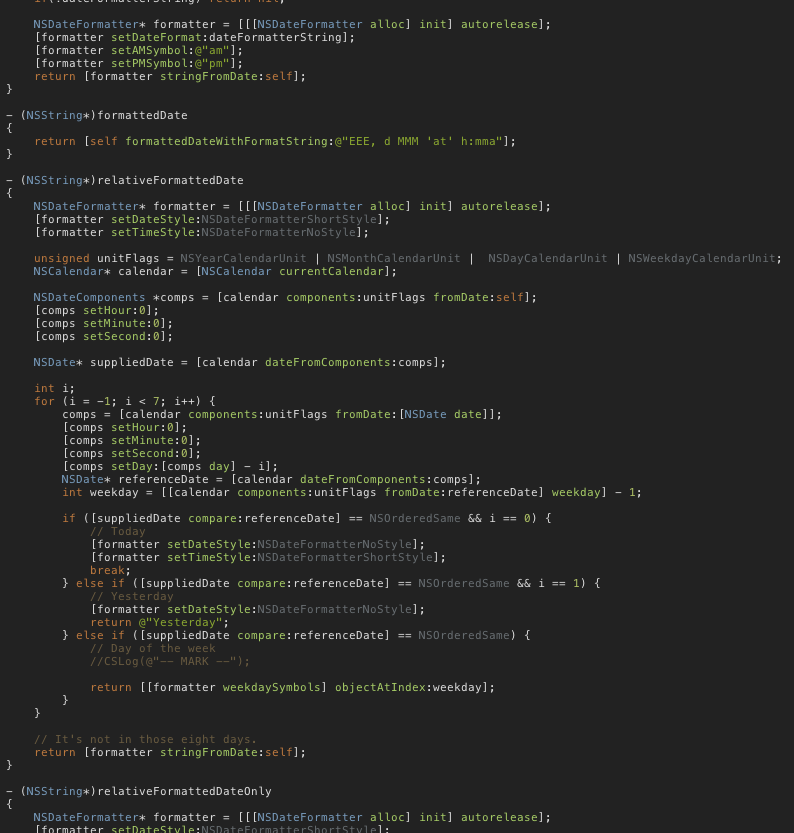 if(!dateFormatterString) return nil;
NSDateFormatter* formatter = [[[NSDateFormatter alloc] init] autorelease];
[formatter setDateFormat:dateFormatterString];
[formatter setAMSymbol:@"am"];
[formatter setPMSymbol:@"pm"];
return [formatter stringFromDate:self];
}
- (NSString*)formattedDate
{
return [self formattedDateWithFormatString:@"EEE, d MMM 'at' h:mma"];
}
- (NSString*)relativeFormattedDate
{
NSDateFormatter* formatter = [[[NSDateFormatter alloc] init] autorelease];
[formatter setDateStyle:NSDateFormatterShortStyle];
[formatter setTimeStyle:NSDateFormatterNoStyle];
unsigned unitFlags = NSYearCalendarUnit | NSMonthCalendarUnit |  NSDayCalendarUnit | NSWeekdayCalendarUnit;
NSCalendar* calendar = [NSCalendar currentCalendar];
NSDateComponents *comps = [calendar components:unitFlags fromDate:self];
[comps setHour:0];
[comps setMinute:0];
[comps setSecond:0];
NSDate* suppliedDate = [calendar dateFromComponents:comps];
int i;
for (i = -1; i < 7; i++) {
comps = [calendar components:unitFlags fromDate:[NSDate date]];
[comps setHour:0];
[comps setMinute:0];
[comps setSecond:0];
[comps setDay:[comps day] - i];
NSDate* referenceDate = [calendar dateFromComponents:comps];
int weekday = [[calendar components:unitFlags fromDate:referenceDate] weekday] - 1;
if ([suppliedDate compare:referenceDate] == NSOrderedSame && i == 0) {
// Today
[formatter setDateStyle:NSDateFormatterNoStyle];
[formatter setTimeStyle:NSDateFormatterShortStyle];
break;
} else if ([suppliedDate compare:referenceDate] == NSOrderedSame && i == 1) {
// Yesterday
[formatter setDateStyle:NSDateFormatterNoStyle];
return @"Yesterday";
} else if ([suppliedDate compare:referenceDate] == NSOrderedSame) {
// Day of the week
//CSLog(@"-- MARK --");
return [[formatter weekdaySymbols] objectAtIndex:weekday];
}
}
// It's not in those eight days.
return [formatter stringFromDate:self];
}
- (NSString*)relativeFormattedDateOnly
{
NSDateFormatter* formatter = [[[NSDateFormatter alloc] init] autorelease];
[formatter setDateStyle:NSDateFormatterShortStyle];